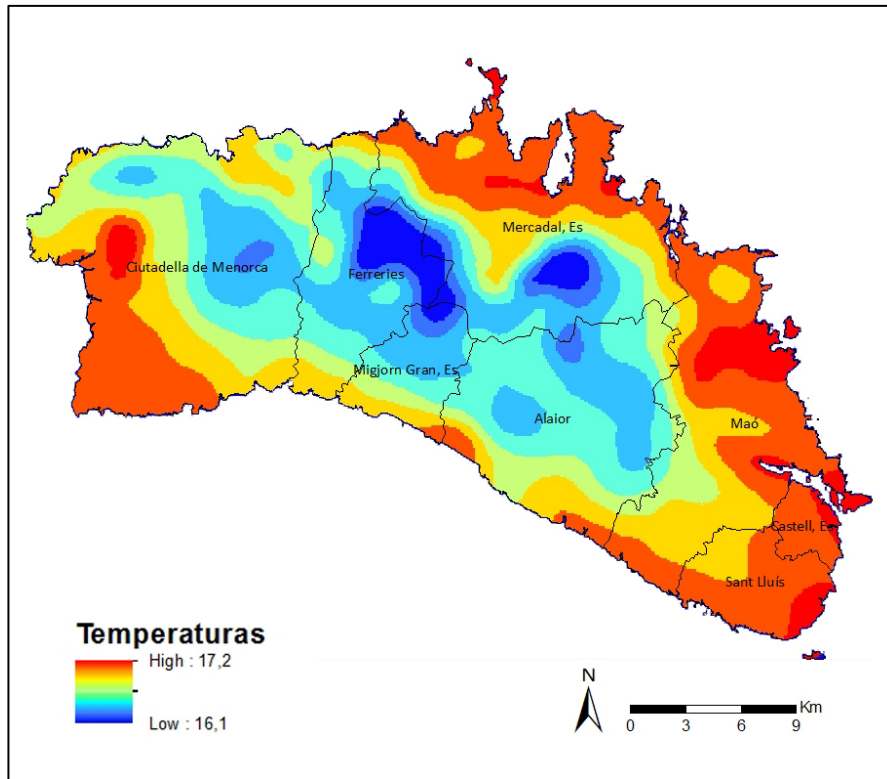 Mercadal, Es
Ciutadella de Menorca
Ferreries
Migjorn Gran, Es
Alaior
Maó
Castell, Es
Sant Lluís
Temperaturas
High : 17,2
Low : 16,1
N
Km
0 3 6 9